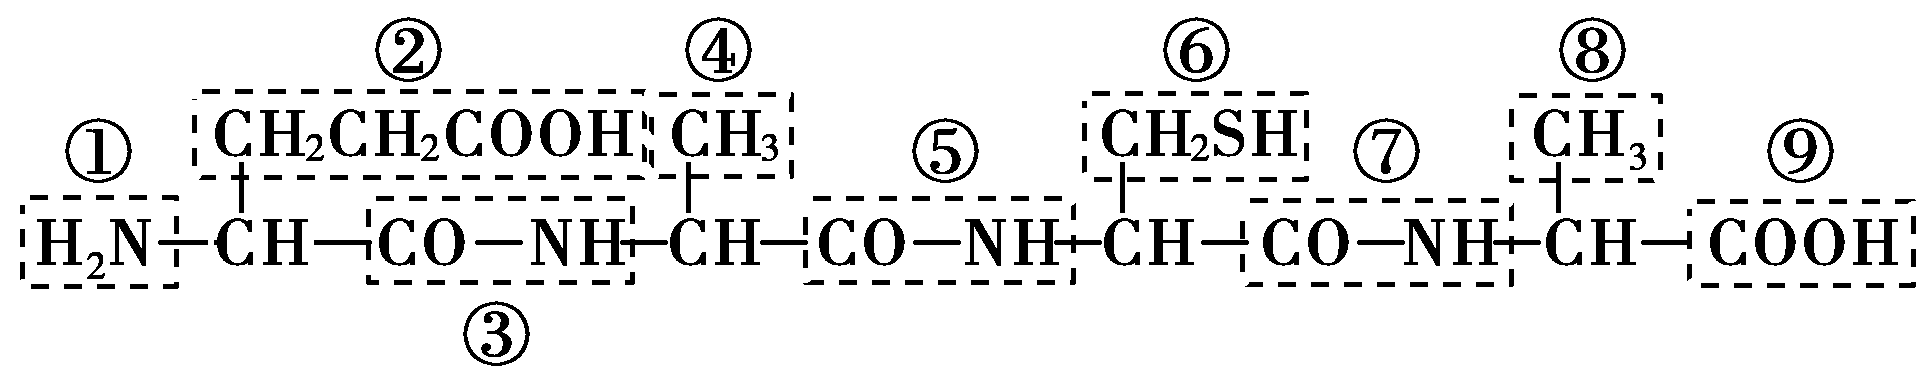 ② ④ ⑥ ⑧
① CH₂CH₂COOH CH₃ ⑤ CH₂SH ⑦ CH₃ ⑨
H₂N—CH—CO—NH—CH—CO—NH—CH—CO—NH—CH—COOH
③